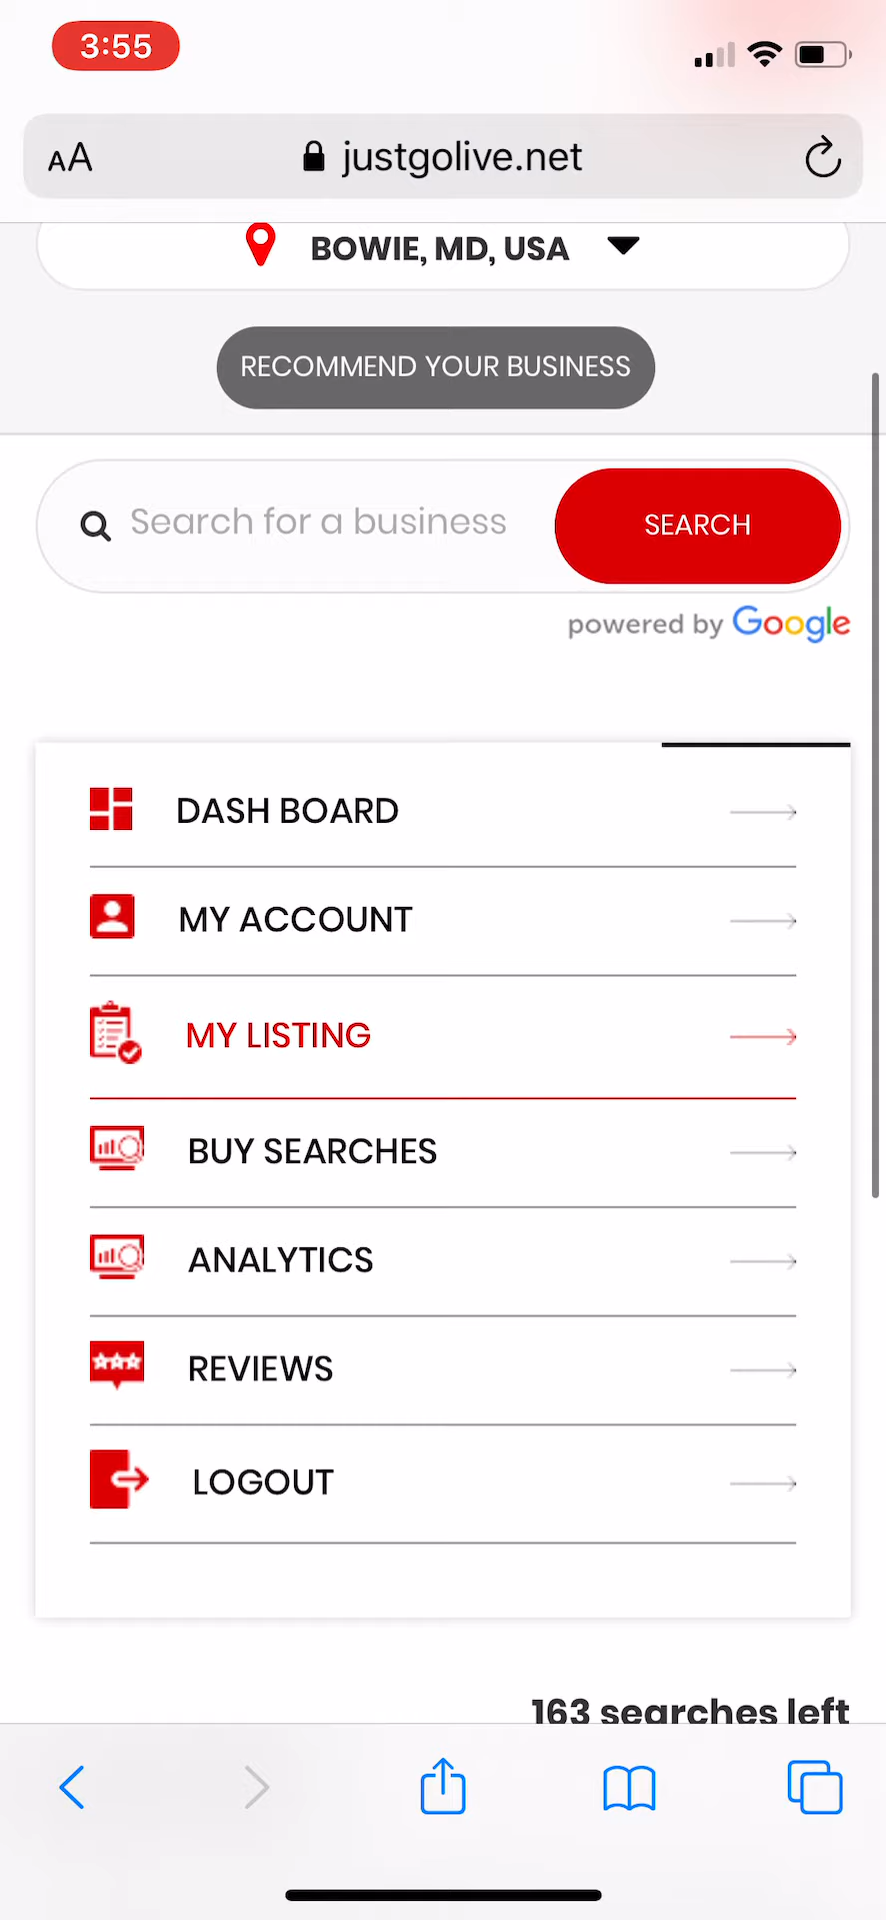 3:55
AA
justgolive.net
BOWIE, MD, USA
RECOMMEND YOUR BUSINESS
Search for a business
SEARCH
powered by Google
DASH BOARD
MY ACCOUNT
MY LISTING
BUY SEARCHES
ANALYTICS
REVIEWS
LOGOUT
163 searches left